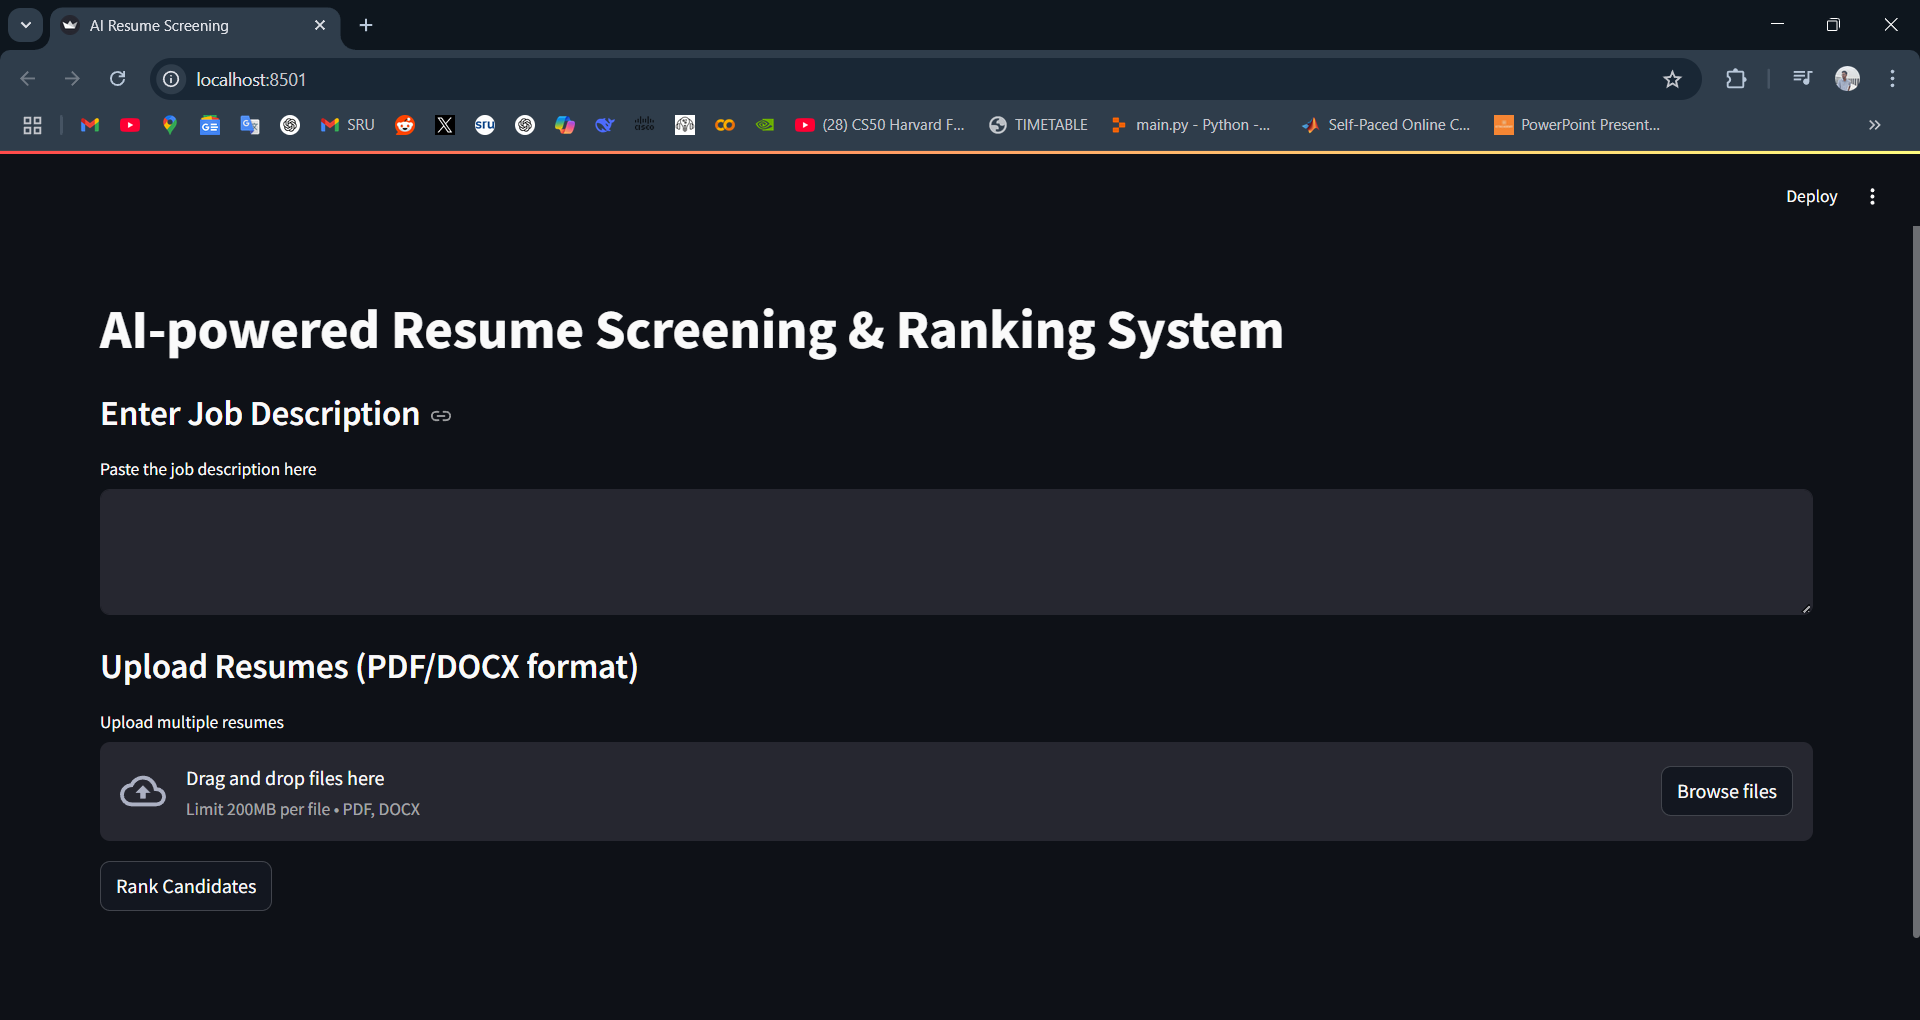 AI Resume Screening
localhost:8501
SRU
sru
(28) CS50 Harvard F...
TIMETABLE
main.py - Python -...
Self-Paced Online C...
PowerPoint Present...
Deploy
AI-powered Resume Screening & Ranking System
Enter Job Description
Paste the job description here
Upload Resumes (PDF/DOCX format)
Upload multiple resumes
Drag and drop files here
Limit 200MB per file • PDF, DOCX
Browse files
Rank Candidates